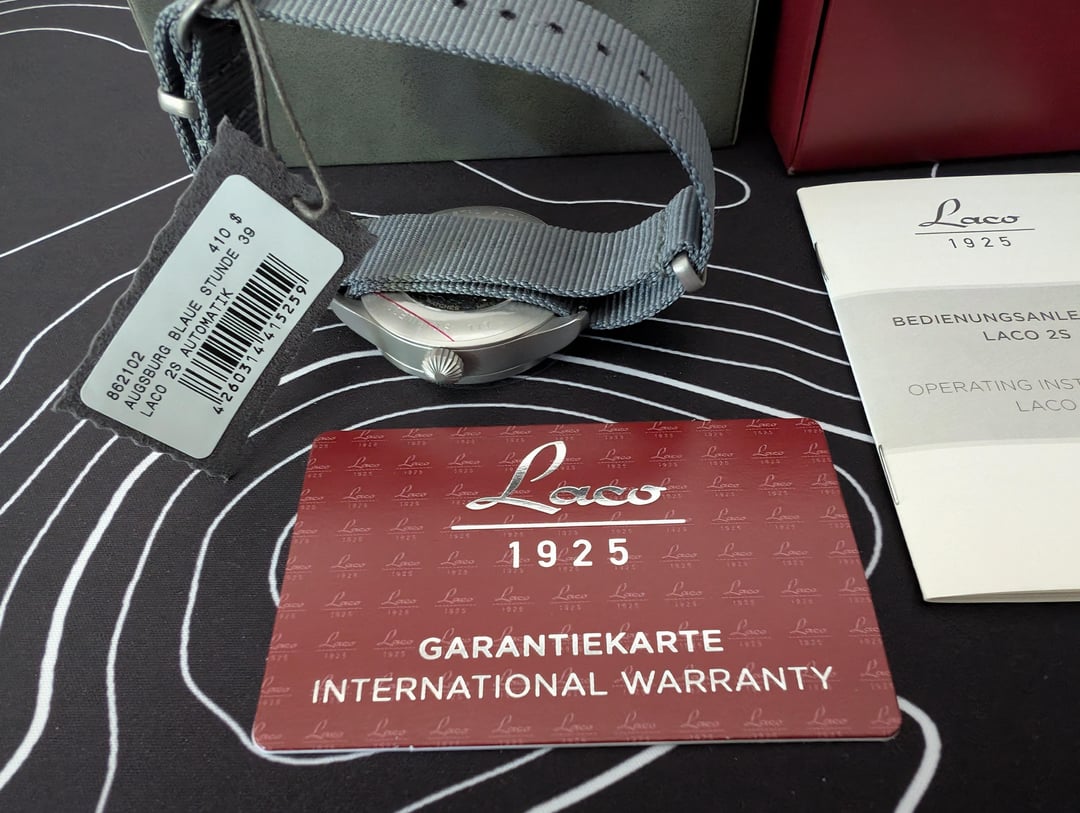 410 $
862102
AUGSBURG BLAUE STUNDE 39
LACO 2S AUTOMATIK
4260314415259
Laco
1925
BEDIENUNGSANLE
LACO 2S
OPERATING INST
LACO
Laco
1925
GARANTIEKARTE
INTERNATIONAL WARRANTY